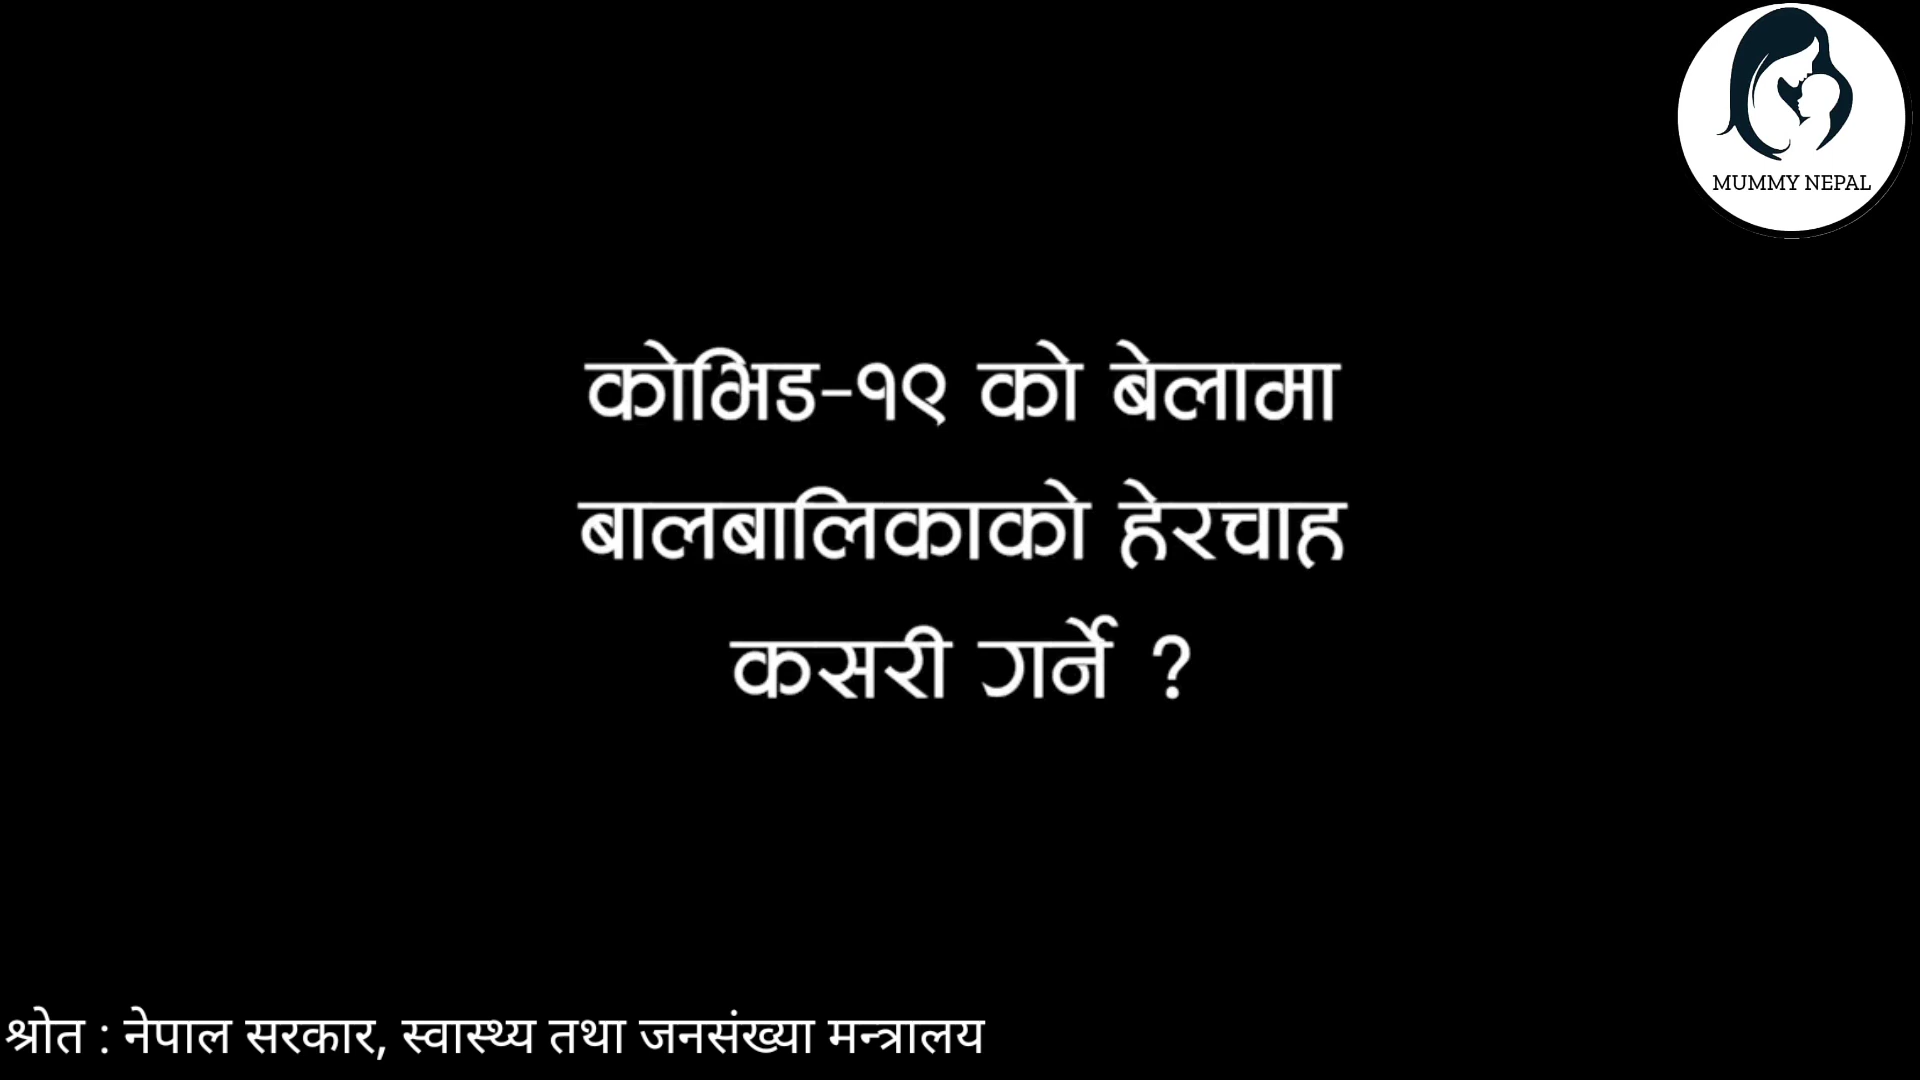 MUMMY NEPAL
कोभिड-१९ को बेलामा
बालबालिकाको हेरचाह
कसरी गर्ने ?
श्रोत : नेपाल सरकार, स्वास्थ्य तथा जनसंख्या मन्त्रालय